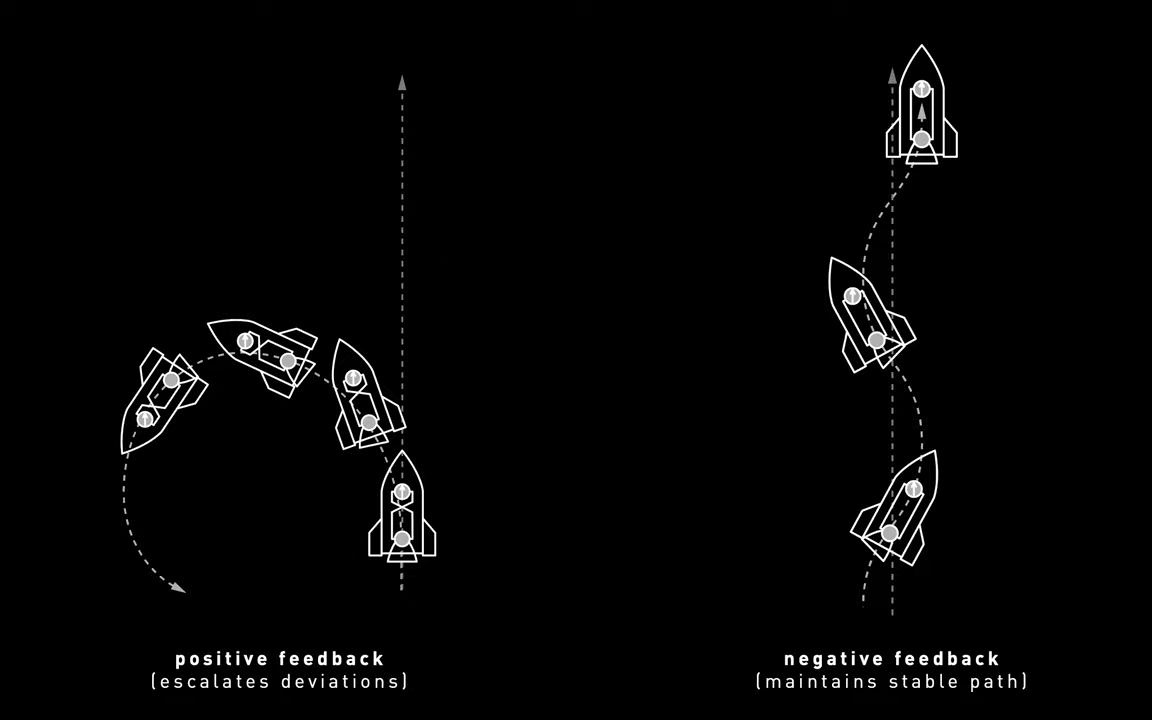 positive feedback
(escalates deviations)
negative feedback
(maintains stable path)